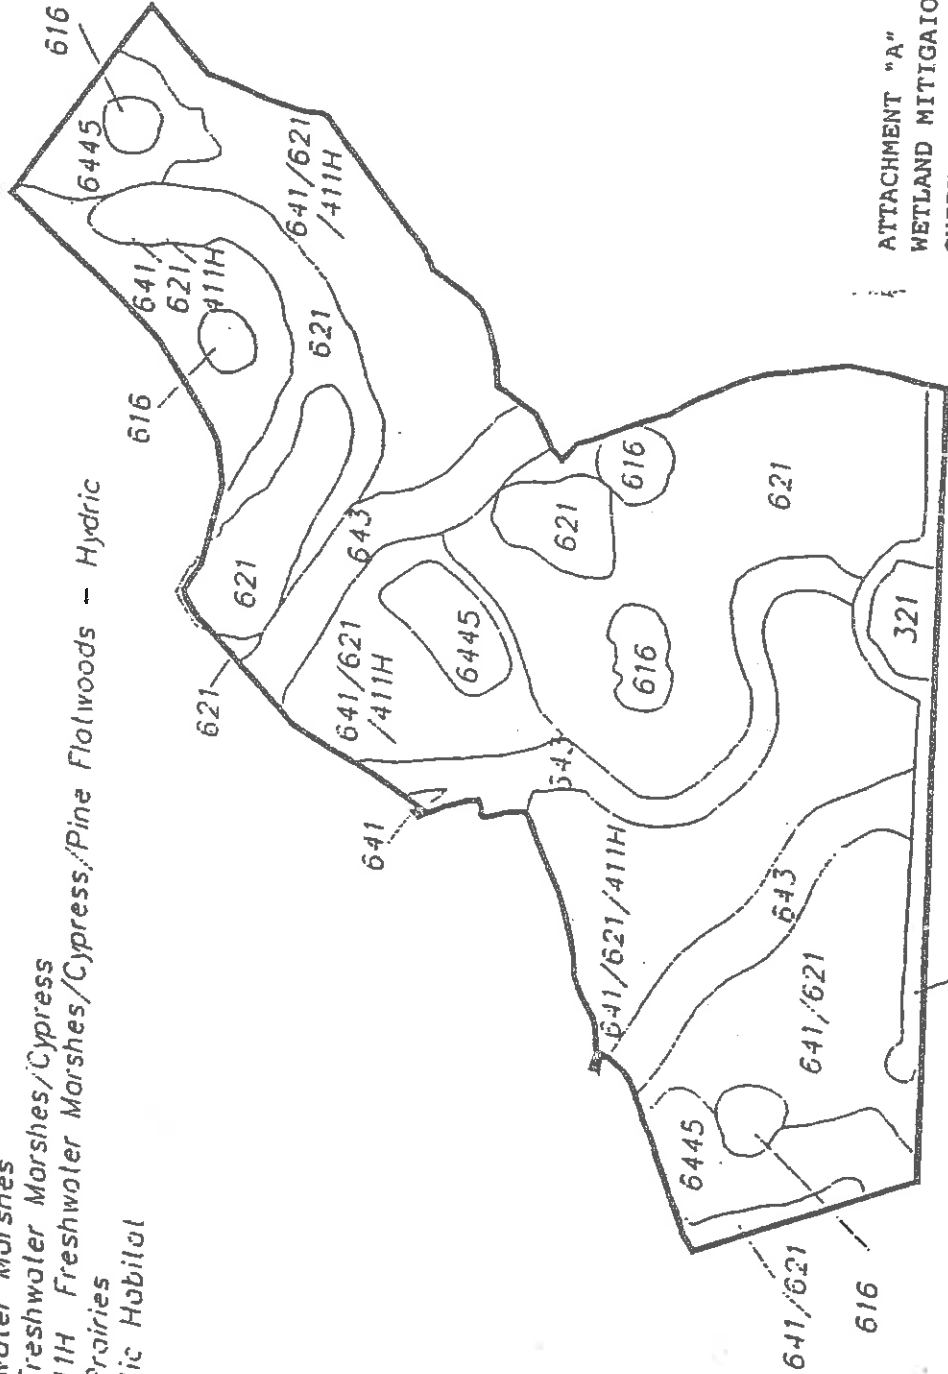 Marshes
Freshwater Marshes/Cypress
11H Freshwater Marshes/Cypress/Pine Flatwoods - Hydric
Prairies
ic Habitat
616
6445
641/
621/
411H
641/621
/411H
616
621
621
643
621
641/621
/411H
6445
621
616
616
621
641
643
321
641/621/411H
643
641/621
6445
641/621
616
ATTACHMENT "A"
WETLAND MITIGAIO